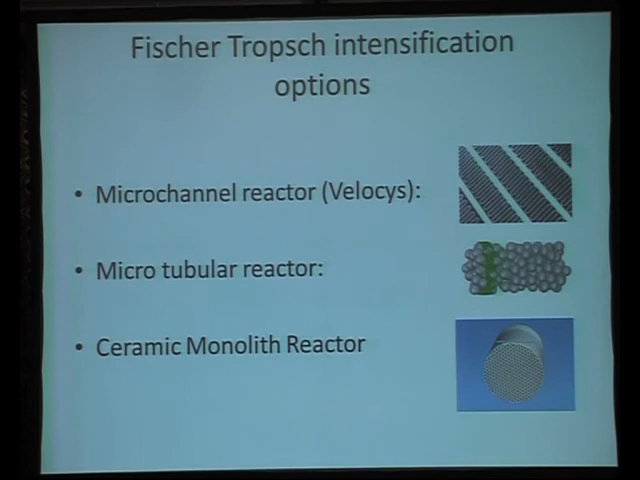 Fischer Tropsch intensification
options
• Microchannel reactor (Velocys):
• Micro tubular reactor:
• Ceramic Monolith Reactor